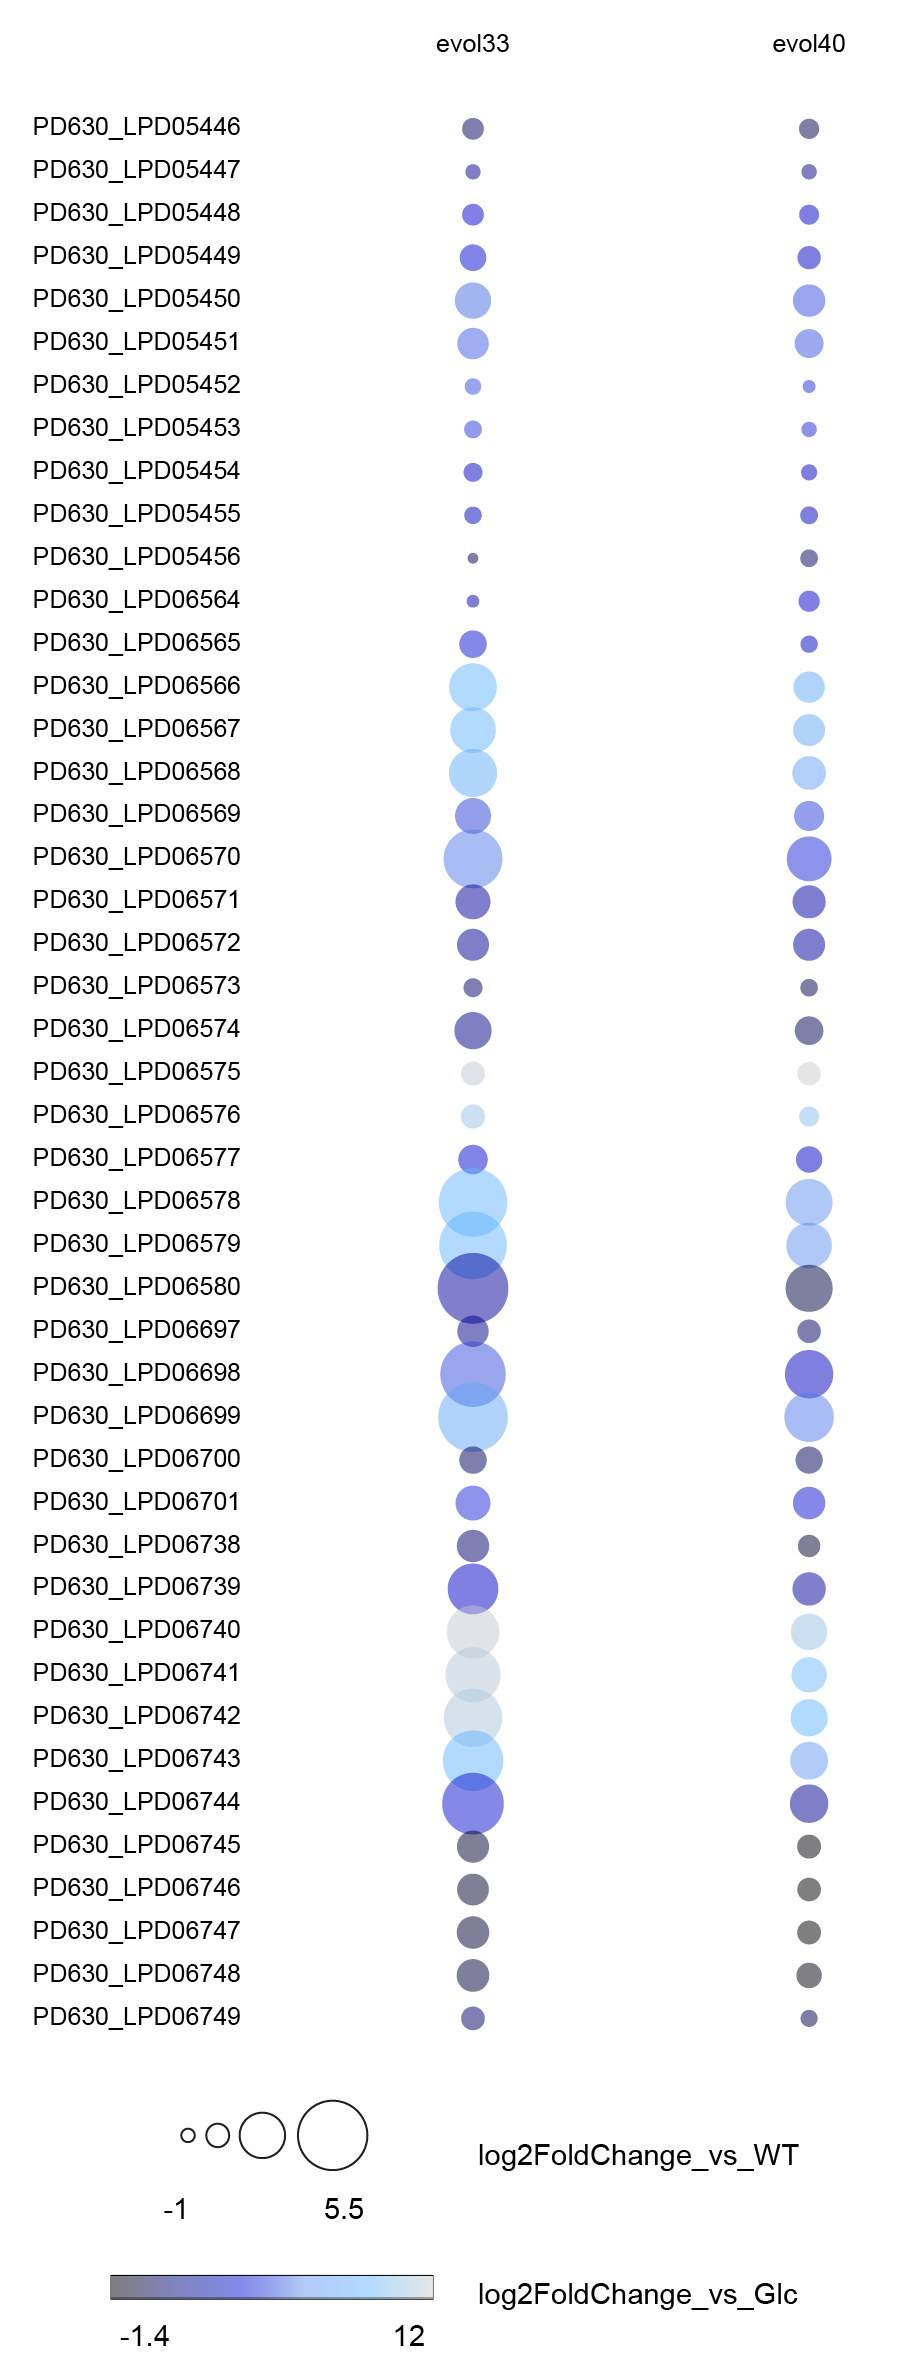 evol33 evol40
PD630_LPD05446
PD630_LPD05447
PD630_LPD05448
PD630_LPD05449
PD630_LPD05450
PD630_LPD05451
PD630_LPD05452
PD630_LPD05453
PD630_LPD05454
PD630_LPD05455
PD630_LPD05456
PD630_LPD06564
PD630_LPD06565
PD630_LPD06566
PD630_LPD06567
PD630_LPD06568
PD630_LPD06569
PD630_LPD06570
PD630_LPD06571
PD630_LPD06572
PD630_LPD06573
PD630_LPD06574
PD630_LPD06575
PD630_LPD06576
PD630_LPD06577
PD630_LPD06578
PD630_LPD06579
PD630_LPD06580
PD630_LPD06697
PD630_LPD06698
PD630_LPD06699
PD630_LPD06700
PD630_LPD06701
PD630_LPD06738
PD630_LPD06739
PD630_LPD06740
PD630_LPD06741
PD630_LPD06742
PD630_LPD06743
PD630_LPD06744
PD630_LPD06745
PD630_LPD06746
PD630_LPD06747
PD630_LPD06748
PD630_LPD06749
log2FoldChange_vs_WT
-1 5.5
log2FoldChange_vs_Glc
-1.4 12